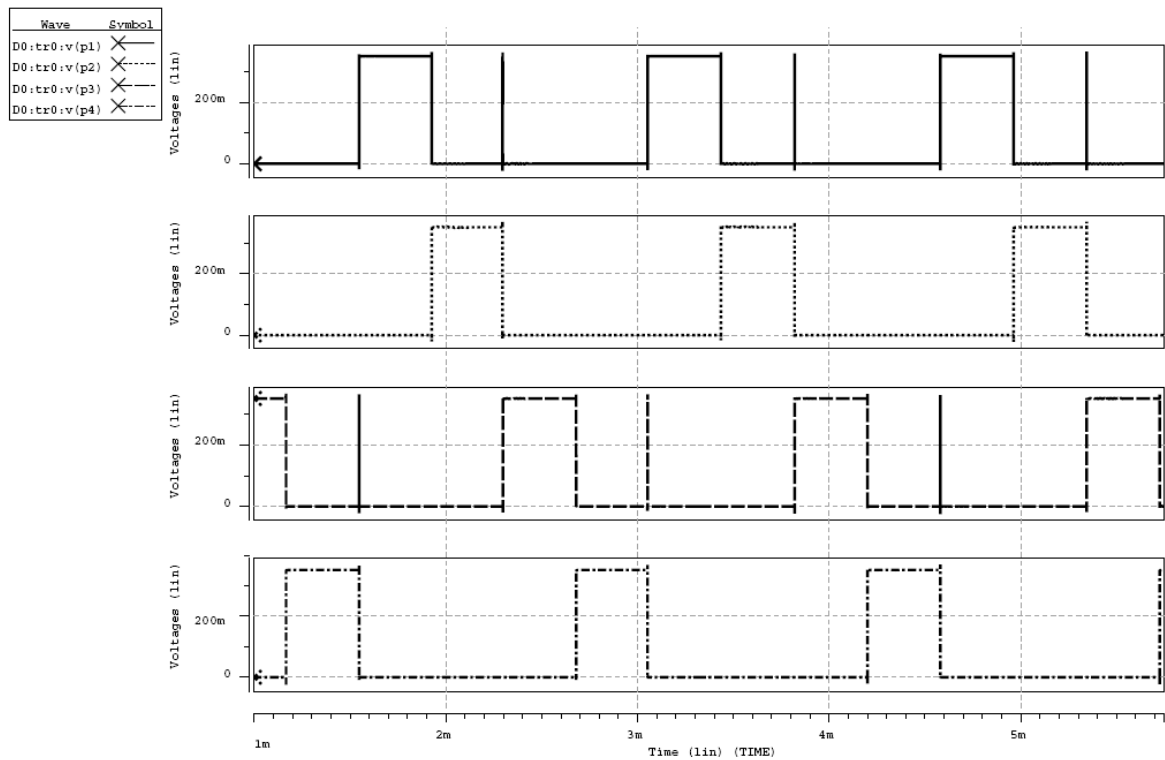 Wave Symbol
D0:tr0:v(p1)
D0:tr0:v(p2)
D0:tr0:v(p3)
D0:tr0:v(p4)
Voltages (lin)
200m
0
Voltages (lin)
200m
0
Voltages (lin)
200m
0
Voltages (lin)
200m
0
1m 2m 3m 4m 5m
Time (lin) (TIME)